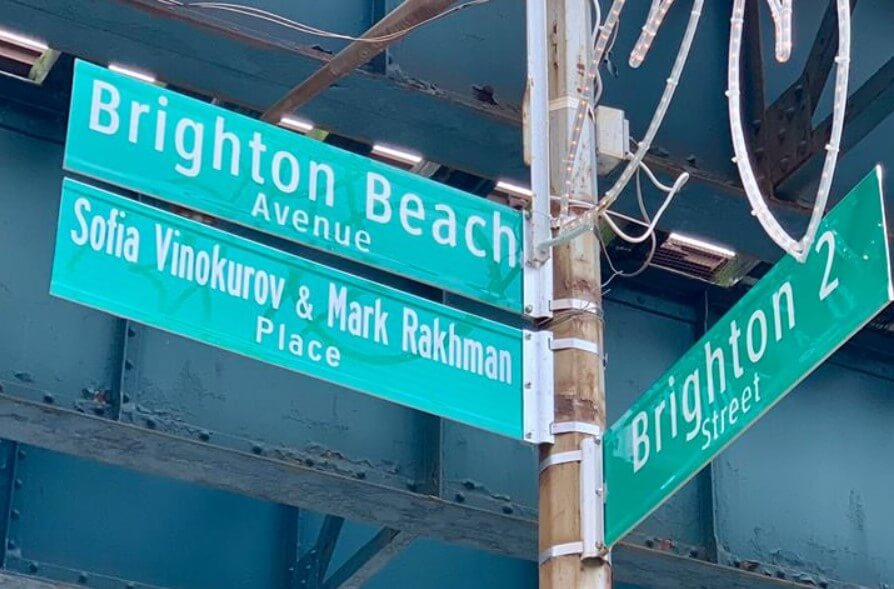 Brighton Beach
Avenue
Sofia Vinokurov & Mark Rakhman
Place
Brighton 2
Street